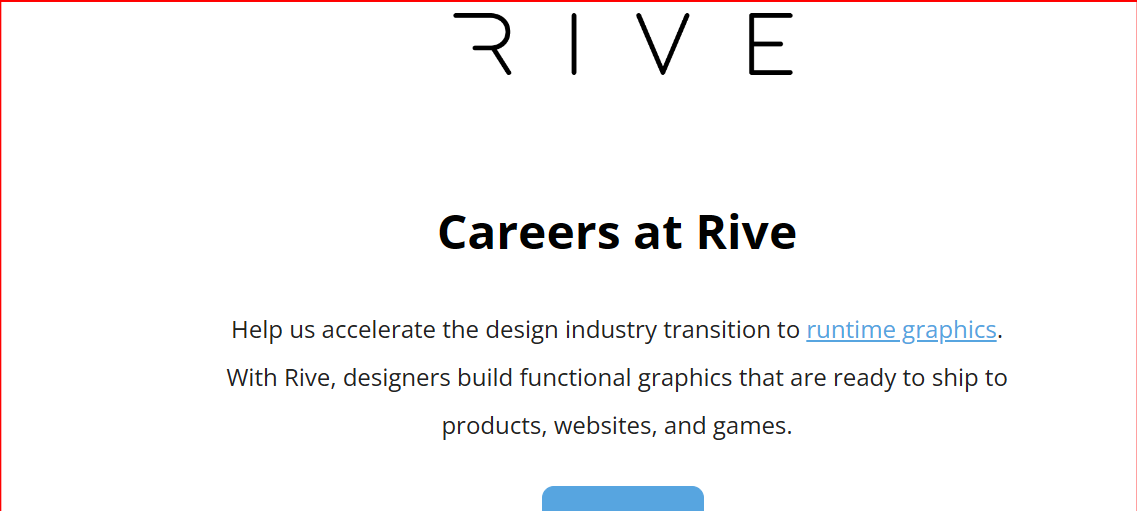 RIVE
Careers at Rive
Help us accelerate the design industry transition to runtime graphics.
With Rive, designers build functional graphics that are ready to ship to
products, websites, and games.